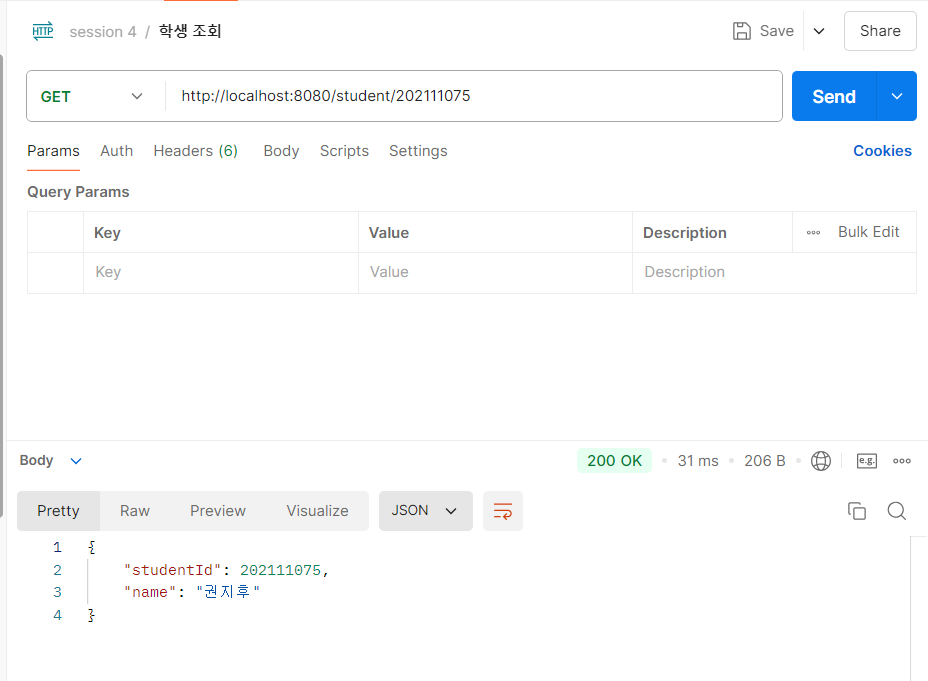 HTTP session 4 / 학생 조회 Save Share
GET http://localhost:8080/student/202111075 Send
Params Auth Headers (6) Body Scripts Settings Cookies
Query Params
Key Value Description Bulk Edit
Key Value Description
Body 200 OK 31 ms 206 B e.g.
Pretty Raw Preview Visualize JSON
1 {
2 "studentId": 202111075,
3 "name": "권지후"
4 }